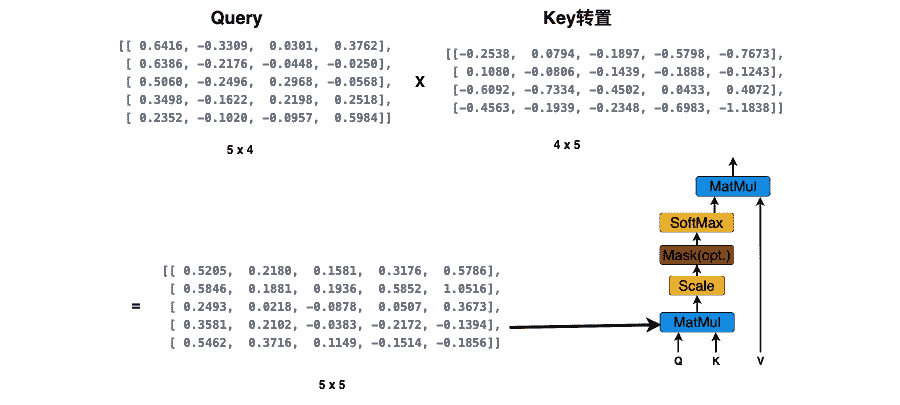 Query
Key转置
[[ 0.6416, -0.3309,  0.0301,  0.3762],
[ 0.6386, -0.2176, -0.0448, -0.0250],
[ 0.5060, -0.2496,  0.2968, -0.0568],
[ 0.3498, -0.1622,  0.2198,  0.2518],
[ 0.2352, -0.1020, -0.0957,  0.5984]]
5 x 4
X
[[-0.2538,  0.0794, -0.1897, -0.5798, -0.7673],
[ 0.1080, -0.0806, -0.1439, -0.1888, -0.1243],
[-0.6092, -0.7334, -0.4502,  0.0433,  0.4072],
[-0.4563, -0.1939, -0.2348, -0.6983, -1.1838]]
4 x 5
=
[[ 0.5205,  0.2180,  0.1581,  0.3176,  0.5786],
[ 0.5846,  0.1881,  0.1936,  0.5852,  1.0516],
[ 0.2493,  0.0218, -0.0878,  0.0507,  0.3673],
[ 0.3581,  0.2102, -0.0383, -0.2172, -0.1394],
[ 0.5462,  0.3716,  0.1149, -0.1514, -0.1856]]
5 x 5
MatMul
SoftMax
Mask(opt.)
Scale
MatMul
Q K V